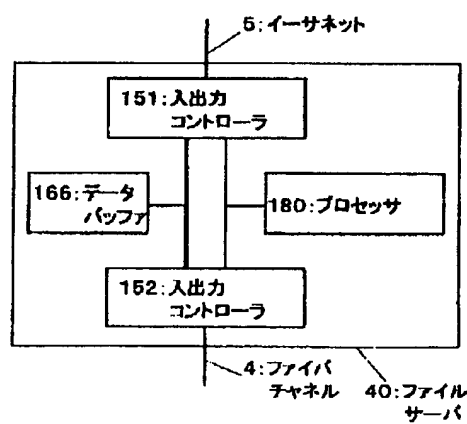 5:イーサネット
151:入出力
コントローラ
166:データ
バッファ
180:プロセッサ
152:入出力
コントローラ
4:ファイバ
チャネル
40:ファイル
サーバ